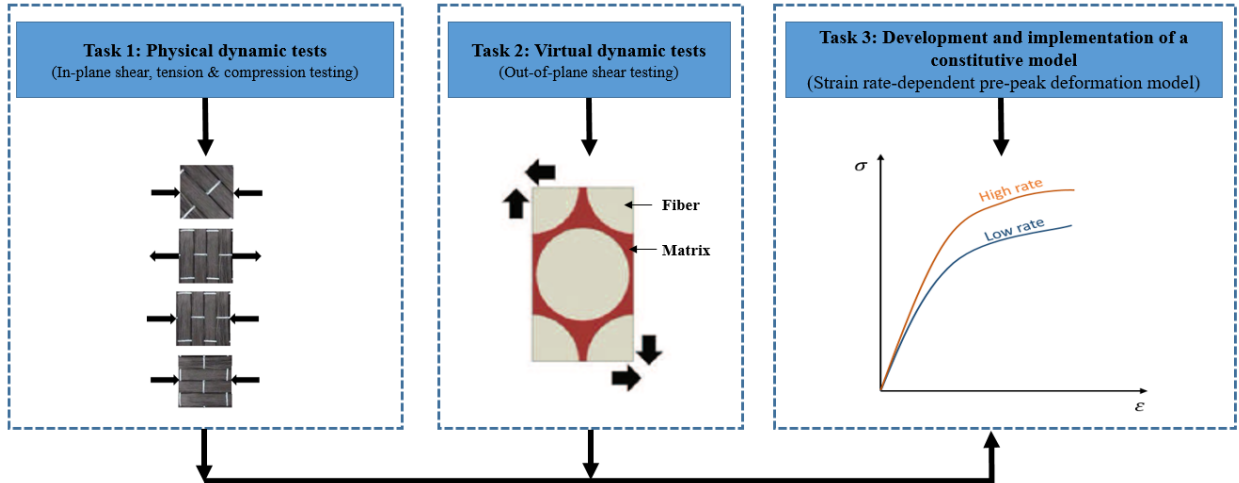 Task 1: Physical dynamic tests
(In-plane shear, tension & compression testing)
Task 2: Virtual dynamic tests
(Out-of-plane shear testing)
Fiber
Matrix
Task 3: Development and implementation of a
constitutive model
(Strain rate-dependent pre-peak deformation model)
σ
High rate
Low rate
ε